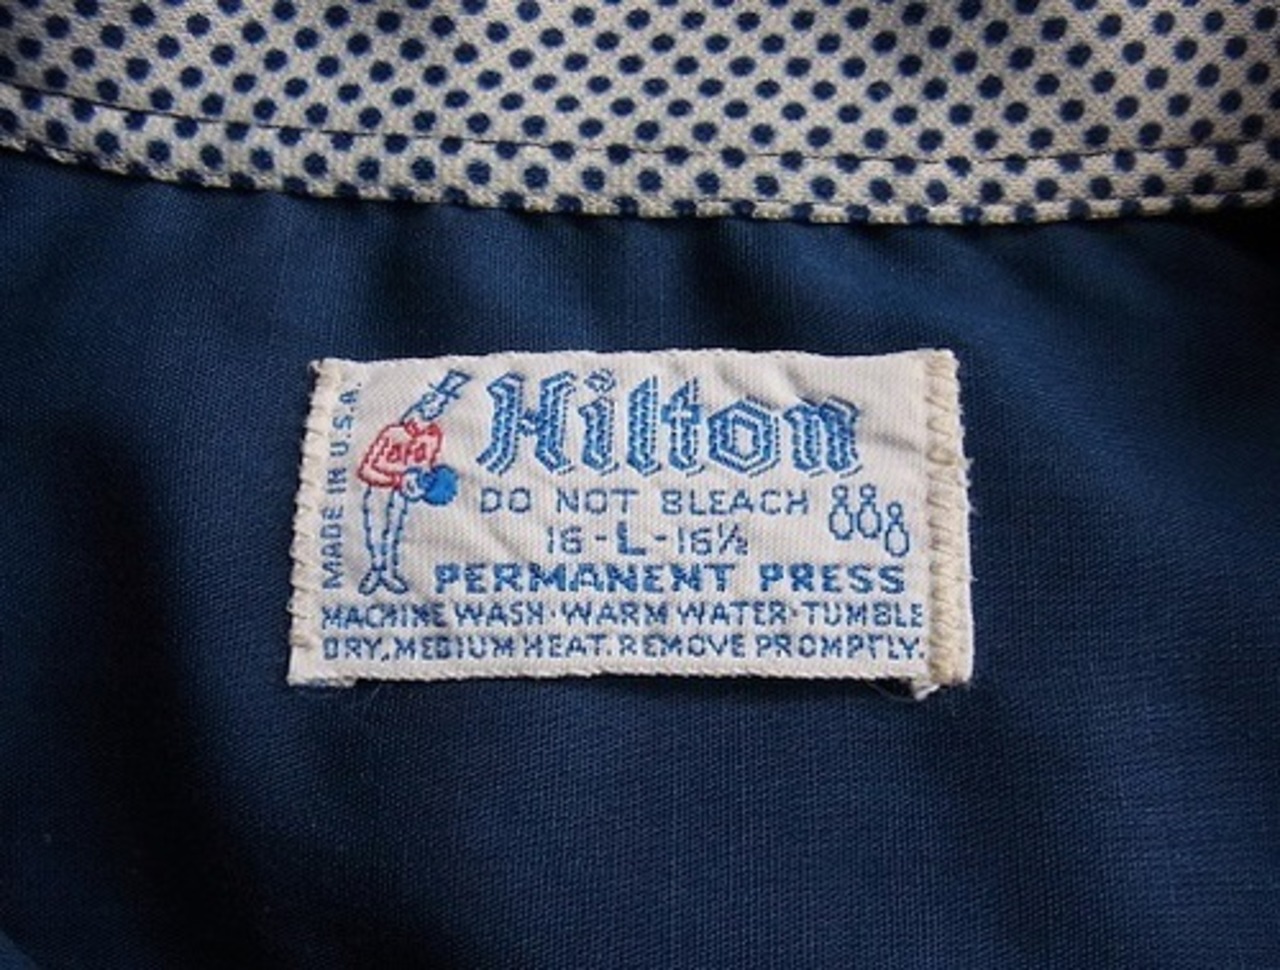 MADE IN U.S.A.
Hilton
DO NOT BLEACH
16-L-16½
PERMANENT PRESS
MACHINE WASH·WARM WATER·TUMBLE
DRY, MEDIUM HEAT. REMOVE PROMPTLY.